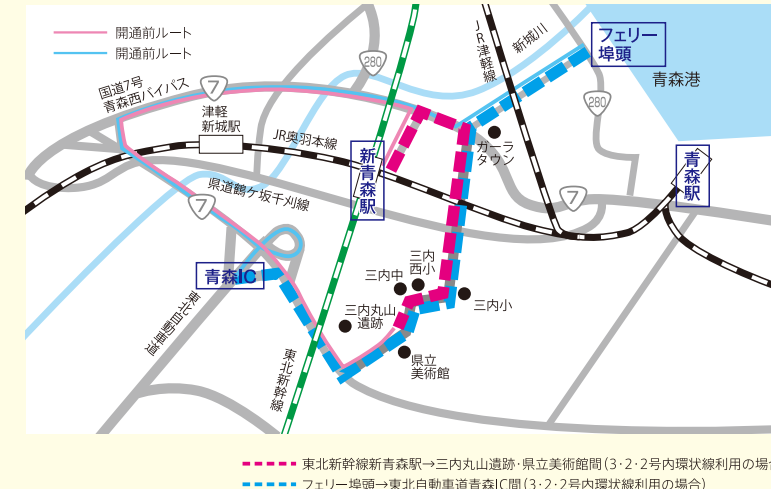 開通前ルート
開通前ルート
国道7号
青森西バイパス
7
津軽
新城駅
JR奥羽本線
280
JR津軽線
新城川
フェリー
埠頭
青森港
280
ガーラ
タウン
新青森駅
青森駅
7
県道鶴ケ坂千刈線
7
青森IC
東北自動車道
三内中
三内
西小
三内小
三内丸山
遺跡
県立
美術館
東北新幹線
東北新幹線新青森駅→三内丸山遺跡・県立美術館間(3・2・2号内環状線利用の場合
フェリー埠頭→東北自動車道青森IC間(3・2・2号内環状線利用の場合)